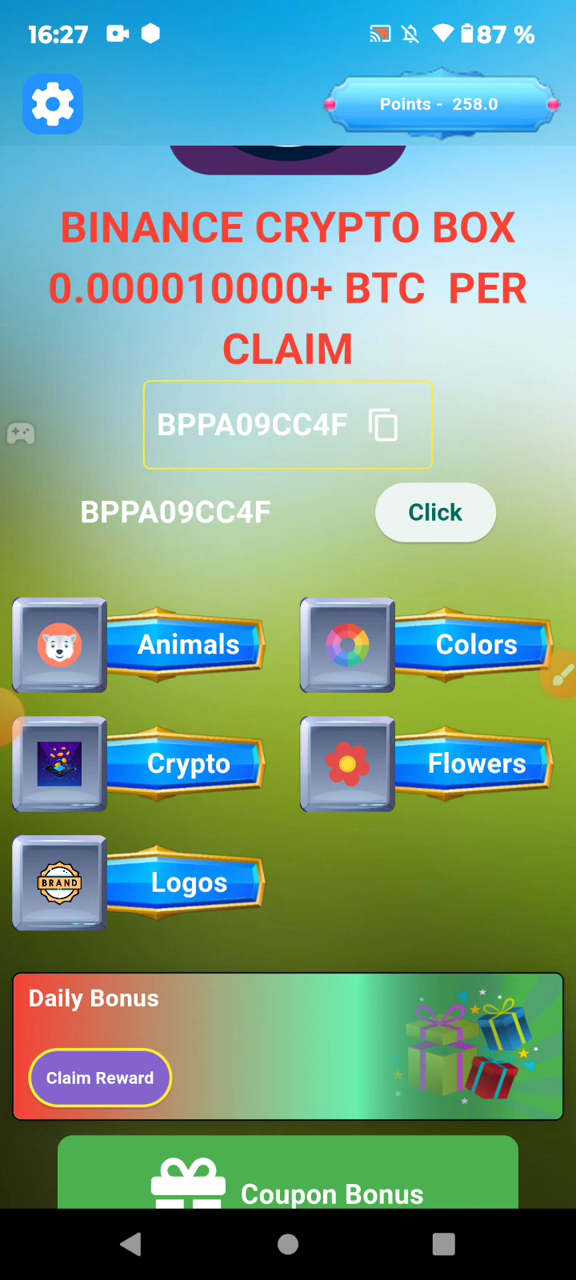 16:27
87 %
Points - 258.0
BINANCE CRYPTO BOX
0.000010000+ BTC PER
CLAIM
BPPA09CC4F
BPPA09CC4F
Click
Animals
Colors
Crypto
Flowers
BRAND
Logos
Daily Bonus
Claim Reward
Coupon Bonus